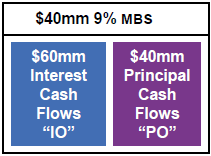 $40mm 9% MBS
$60mm
Interest
Cash
Flows
“IO”
$40mm
Principal
Cash
Flows
“PO”